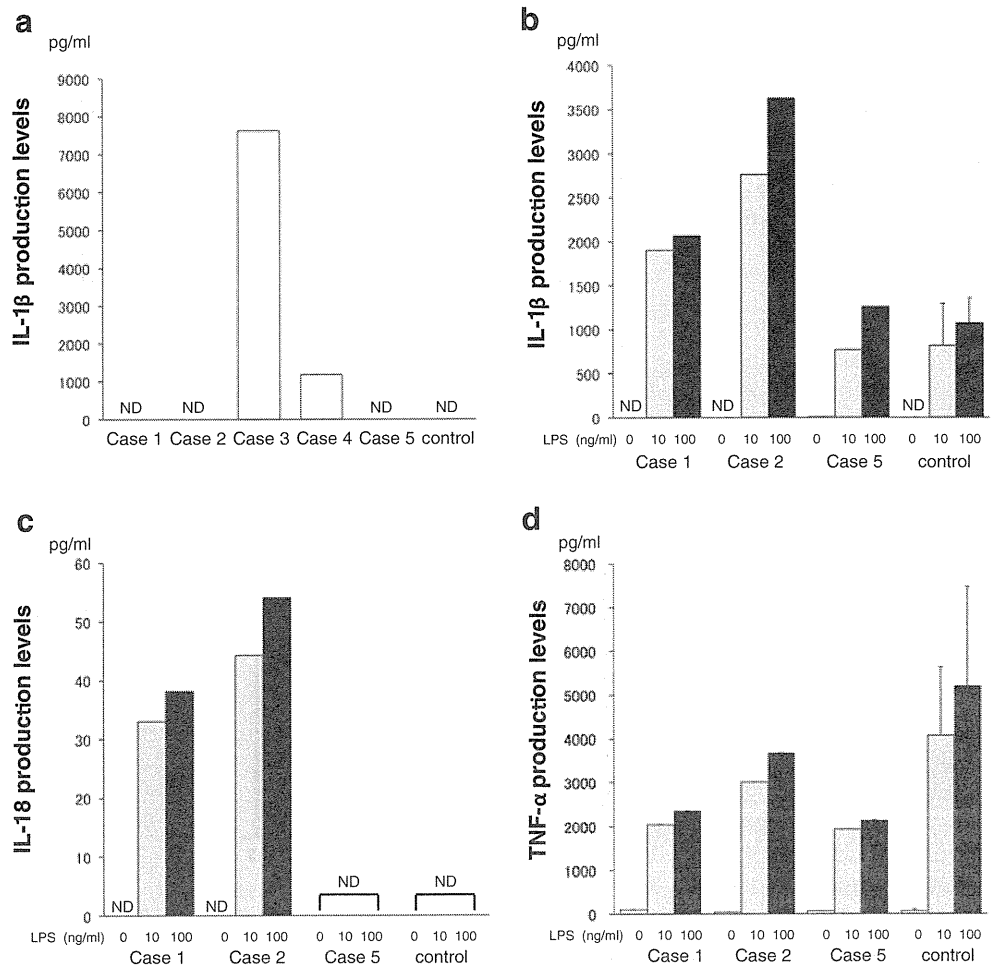 a
pg/ml
IL-1β production levels
9000
8000
7000
6000
5000
4000
3000
2000
1000
0
ND ND ND ND
Case 1 Case 2 Case 3 Case 4 Case 5 control
b
pg/ml
IL-1β production levels
4000
3500
3000
2500
2000
1500
1000
500
0
ND ND ND
LPS (ng/ml) 0 10 100 0 10 100 0 10 100 0 10 100
Case 1 Case 2 Case 5 control
c
pg/ml
IL-18 production levels
60
50
40
30
20
10
0
ND ND ND ND
LPS (ng/ml) 0 10 100 0 10 100 0 10 100 0 10 100
Case 1 Case 2 Case 5 control
d
pg/ml
TNF-α production levels
8000
7000
6000
5000
4000
3000
2000
1000
0
LPS (ng/ml) 0 10 100 0 10 100 0 10 100 0 10 100
Case 1 Case 2 Case 5 control